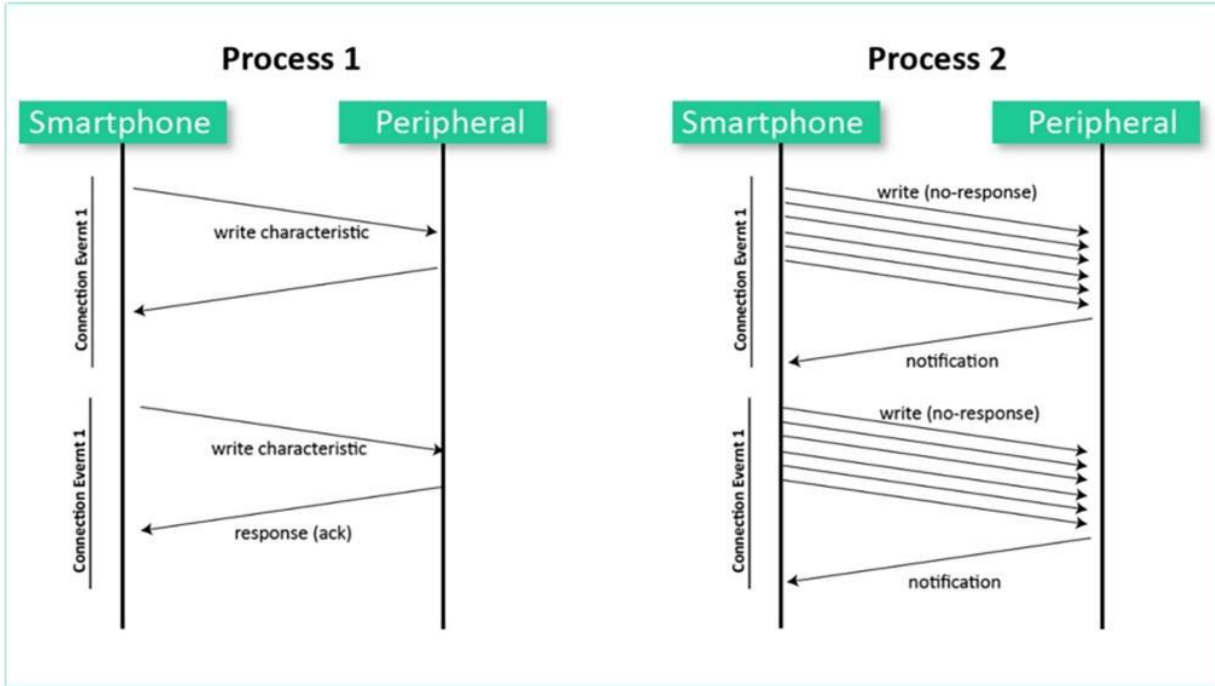 Process 1
Smartphone
Peripheral
Connection Evernt 1
write characteristic
Connection Evernt 1
write characteristic
response (ack)
Process 2
Smartphone
Peripheral
Connection Evernt 1
write (no-response)
notification
Connection Evernt 1
write (no-response)
notification